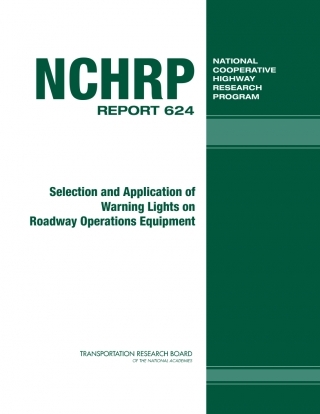 NCHRP
REPORT 624
NATIONAL
COOPERATIVE
HIGHWAY
RESEARCH
PROGRAM
Selection and Application of
Warning Lights on
Roadway Operations Equipment
TRANSPORTATION RESEARCH BOARD
OF THE NATIONAL ACADEMIES